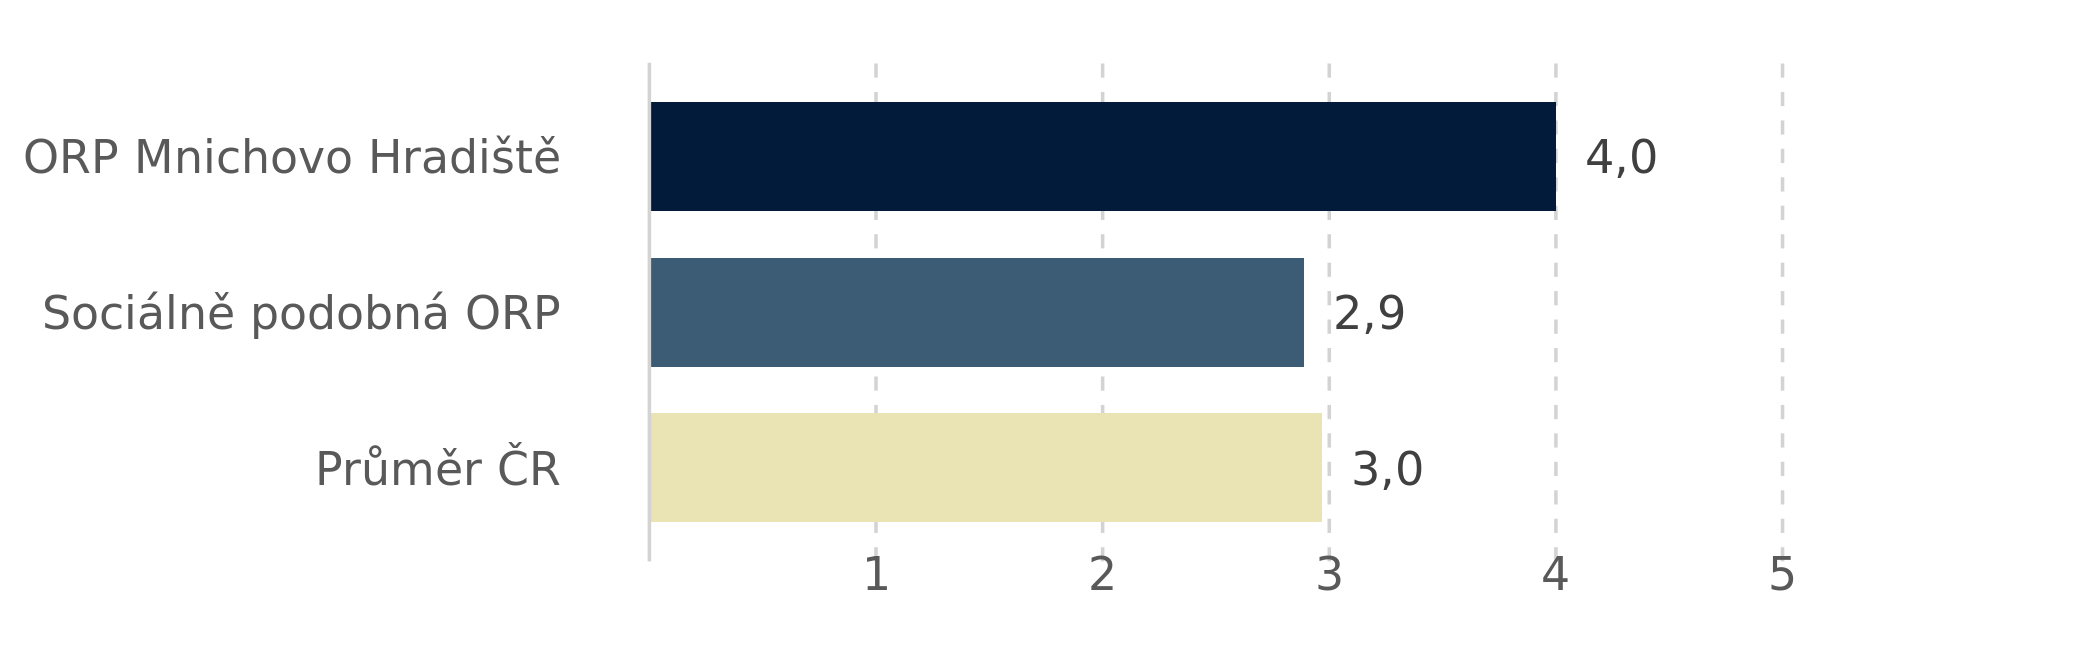 ORP Mnichovo Hradiště 4,0
Sociálně podobná ORP 2,9
Průměr ČR 3,0
1 2 3 4 5